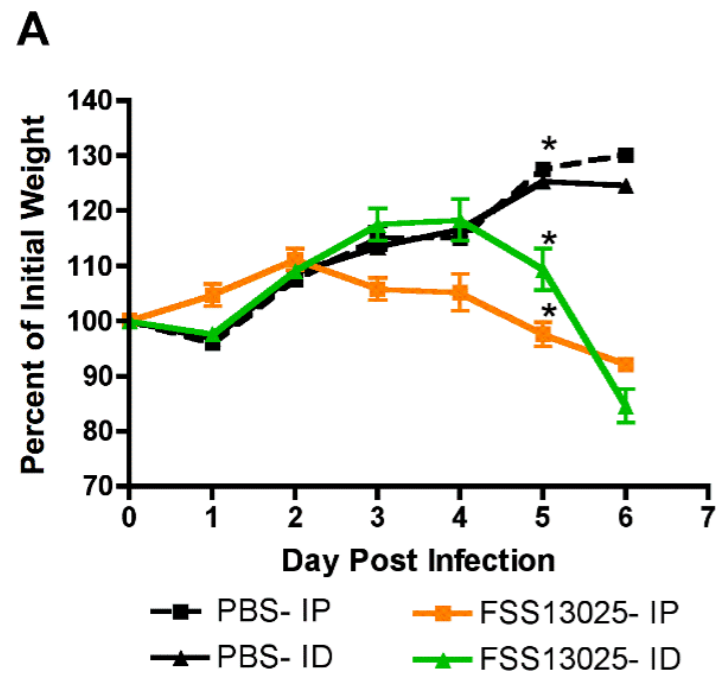 A
140
130
120
110
100
90
80
70
0 1 2 3 4 5 6 7
Percent of Initial Weight
Day Post Infection
*
*
*
PBS- IP
FSS13025- IP
PBS- ID
FSS13025- ID